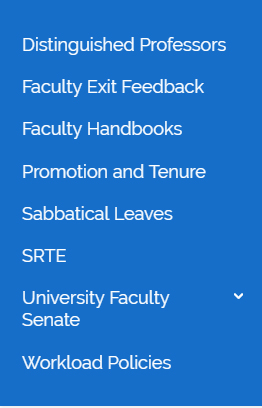 Distinguished Professors
Faculty Exit Feedback
Faculty Handbooks
Promotion and Tenure
Sabbatical Leaves
SRTE
University Faculty
Senate
Workload Policies